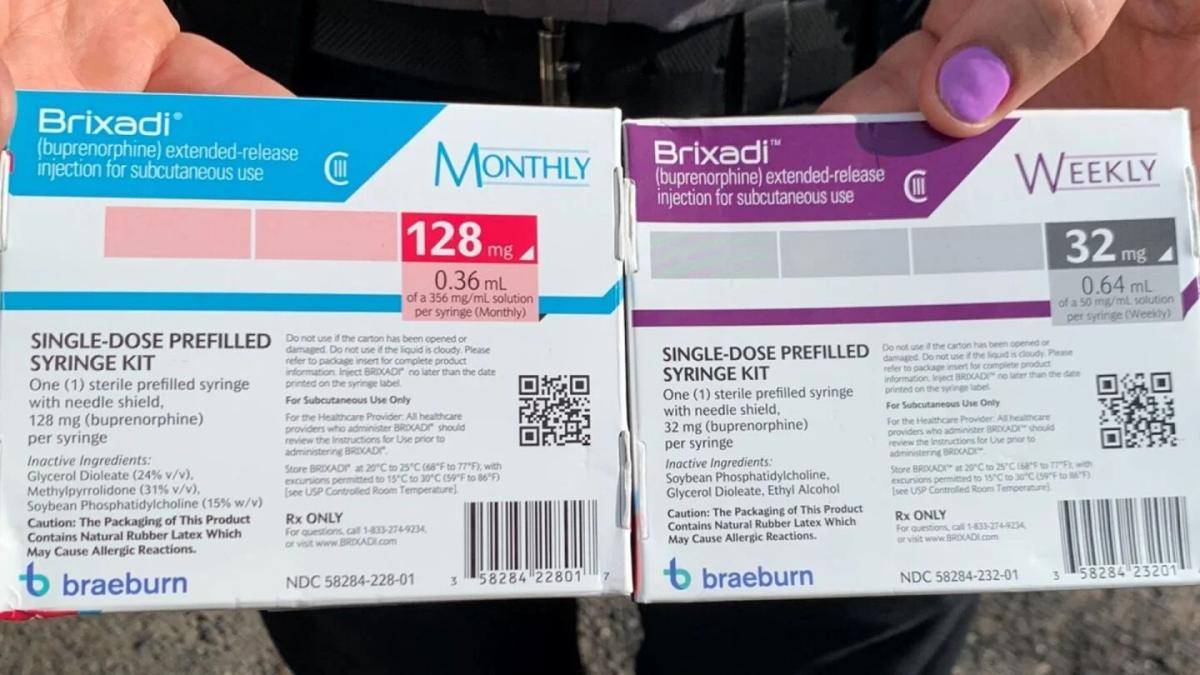 Brixadi®
(buprenorphine) extended-release
injection for subcutaneous use
CIII
MONTHLY
128 mg
0.36 mL
of a 356 mg/mL solution
per syringe (Monthly)
SINGLE-DOSE PREFILLED
SYRINGE KIT
One (1) sterile prefilled syringe
with needle shield,
128 mg (buprenorphine)
per syringe
Inactive Ingredients:
Glycerol Dioleate (24% v/v),
Methylpyrrolidone (31% v/v),
Soybean Phosphatidylcholine (15% w/v)
Caution: The Packaging of This Product
Contains Natural Rubber Latex Which
May Cause Allergic Reactions.
braeburn
Do not use if the carton has been opened or
damaged. Do not use if the liquid is cloudy. Please
refer to package insert for complete product
information. Inject BRIXADI® no later than the date
printed on the syringe label.
For Subcutaneous Use Only
For the Healthcare Provider: All healthcare
providers who administer BRIXADI® should
review the Instructions for Use prior to
administering BRIXADI®.
Store BRIXADI® at 20°C to 25°C (68°F to 77°F); with
excursions permitted to 15°C to 30°C (59°F to 86°F)
[see USP Controlled Room Temperature].
Rx ONLY
For questions, call 1-833-274-9234,
or visit www.BRIXADI.com
NDC 58284-228-01
3 58284 22801 7
Brixadi™
(buprenorphine) extended-release
injection for subcutaneous use
CIII
WEEKLY
32 mg
0.64 mL
of a 50 mg/mL solution
per syringe (Weekly)
SINGLE-DOSE PREFILLED
SYRINGE KIT
One (1) sterile prefilled syringe
with needle shield,
32 mg (buprenorphine)
per syringe
Inactive Ingredients:
Soybean Phosphatidylcholine,
Glycerol Dioleate, Ethyl Alcohol
Caution: The Packaging of This Product
Contains Natural Rubber Latex Which
May Cause Allergic Reactions.
braeburn
Do not use if the carton has been opened or
damaged. Do not use if the liquid is cloudy. Please
refer to package insert for complete product
information. Inject BRIXADI™ no later than the date
printed on the syringe label.
For Subcutaneous Use Only
For the Healthcare Provider: All healthcare
providers who administer BRIXADI™ should
review the Instructions for Use prior to
administering BRIXADI™.
Store BRIXADI™ at 20°C to 25°C (68°F to 77°F); with
excursions permitted to 15°C to 30°C (59°F to 86°F)
[see USP Controlled Room Temperature].
Rx ONLY
For questions, call 1-833-274-9234,
or visit www.BRIXADI.com
NDC 58284-232-01
3 58284 23201